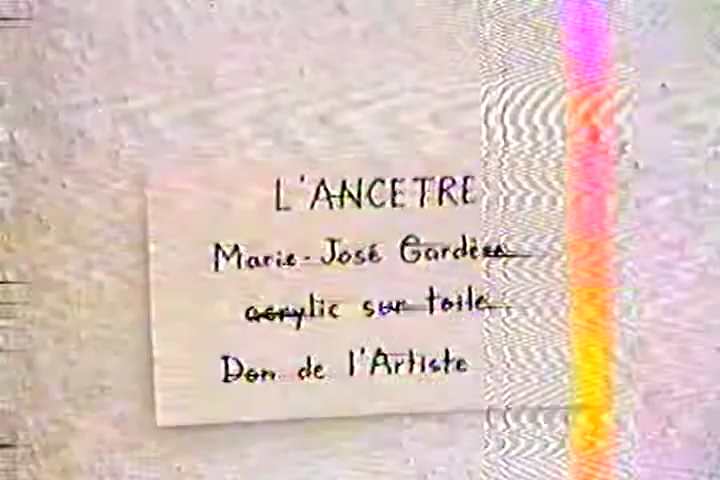 L'ANCETRE
Marie-José Gardère
acrylic sur toile
Don de l'Artiste